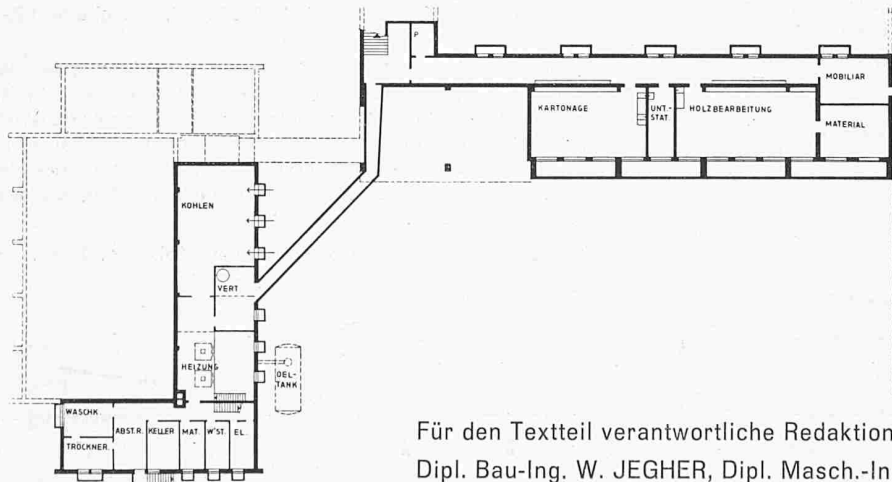 P
MOBILIAR
KARTONAGE
UNT.-
STAT.
HOLZBEARBEITUNG
MATERIAL
KOHLEN
VERT
HEIZUNG
OEL-
TANK
WASCHK.
ABST.R.
KELLER
MAT.
W'ST.
EL.
TRÖCKNER.
Für den Textteil verantwortliche Redaktion
Dipl. Bau-Ing. W. JEGHER, Dipl. Masch.-In